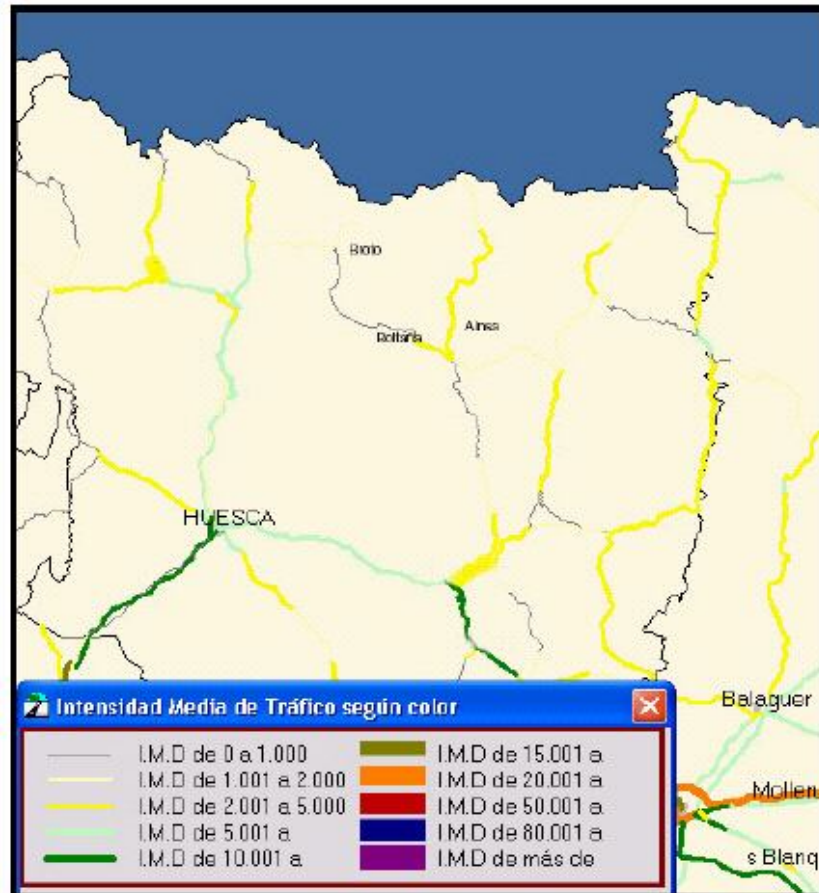 Broto
Boltaña
Ainsa
HUESCA
Balaguer
Intensidad Media de Tráfico según color
I.M.D de 0 a 1.000
I.M.D de 1.001 a 2.000
I.M.D de 2.001 a 5.000
I.M.D de 5.001 a
I.M.D de 10.001 a
I.M.D de 15.001 a
I.M.D de 20.001 a
I.M.D de 50.001 a
I.M.D de 80.001 a
I.M.D de más de
Mollen
s Blanq